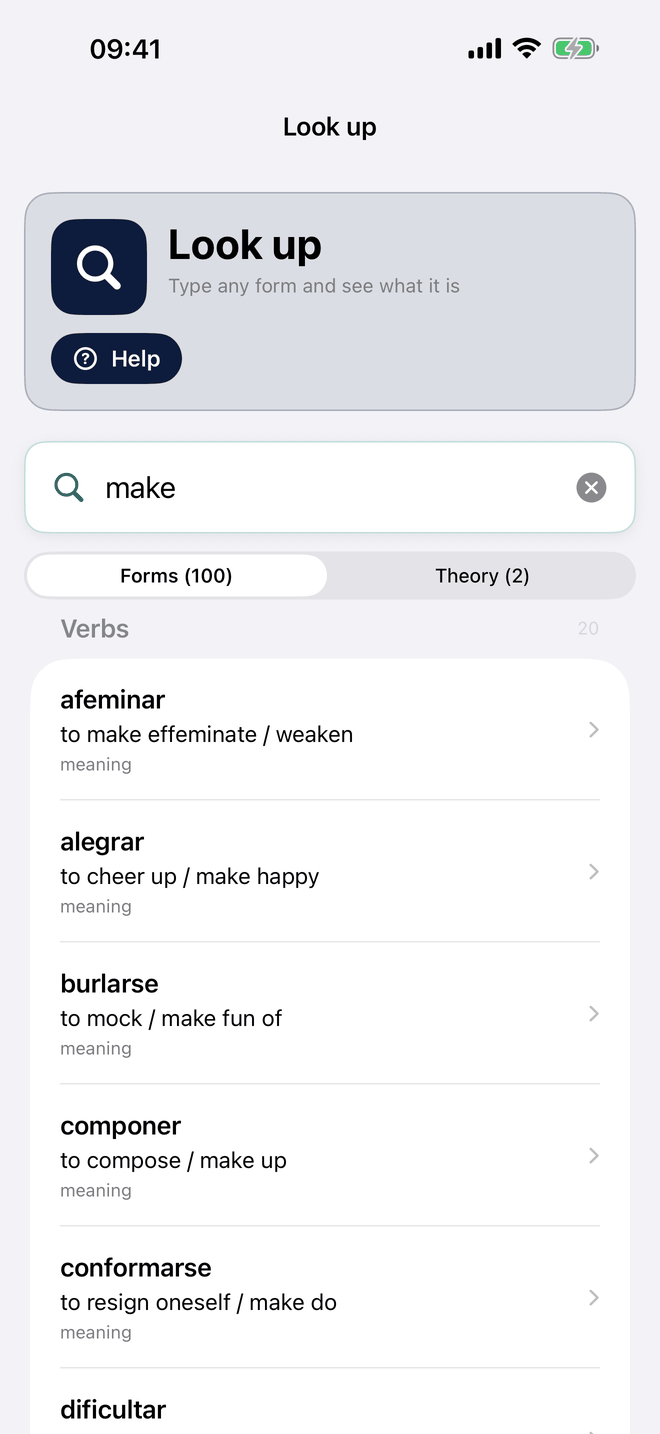 09:41
Look up
Look up
Type any form and see what it is
Help
make
Forms (100)
Theory (2)
Verbs
20
afeminar
to make effeminate / weaken
meaning
alegrar
to cheer up / make happy
meaning
burlarse
to mock / make fun of
meaning
componer
to compose / make up
meaning
conformarse
to resign oneself / make do
meaning
dificultar